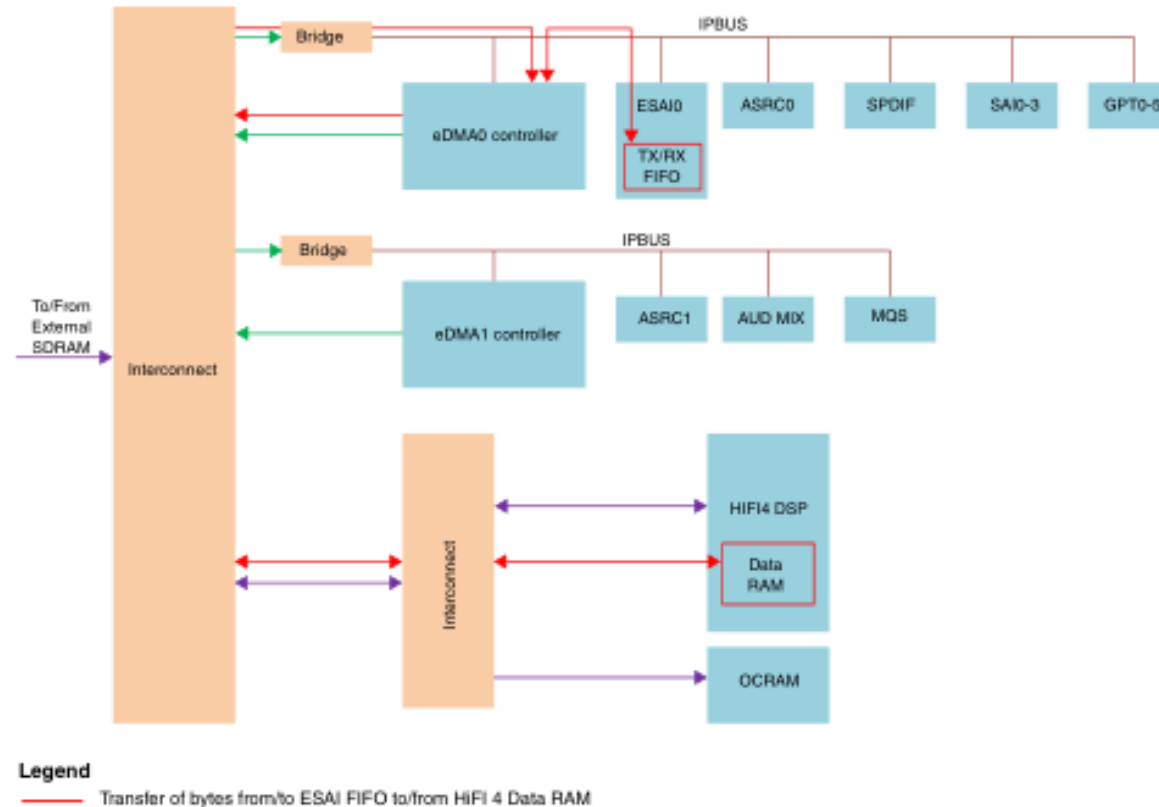 IPBUS
Bridge
ESAI0
ASRC0
SPDIF
SAI0-3
GPT0-5
eDMA0 controller
TX/RX
FIFO
IPBUS
Bridge
To/From
External
SDRAM
eDMA1 controller
ASRC1
AUD MIX
MQS
Interconnect
HIFI4 DSP
Interconnect
Data
RAM
OCRAM
Legend
Transfer of bytes from/to ESAI FIFO to/from HiFI 4 Data RAM